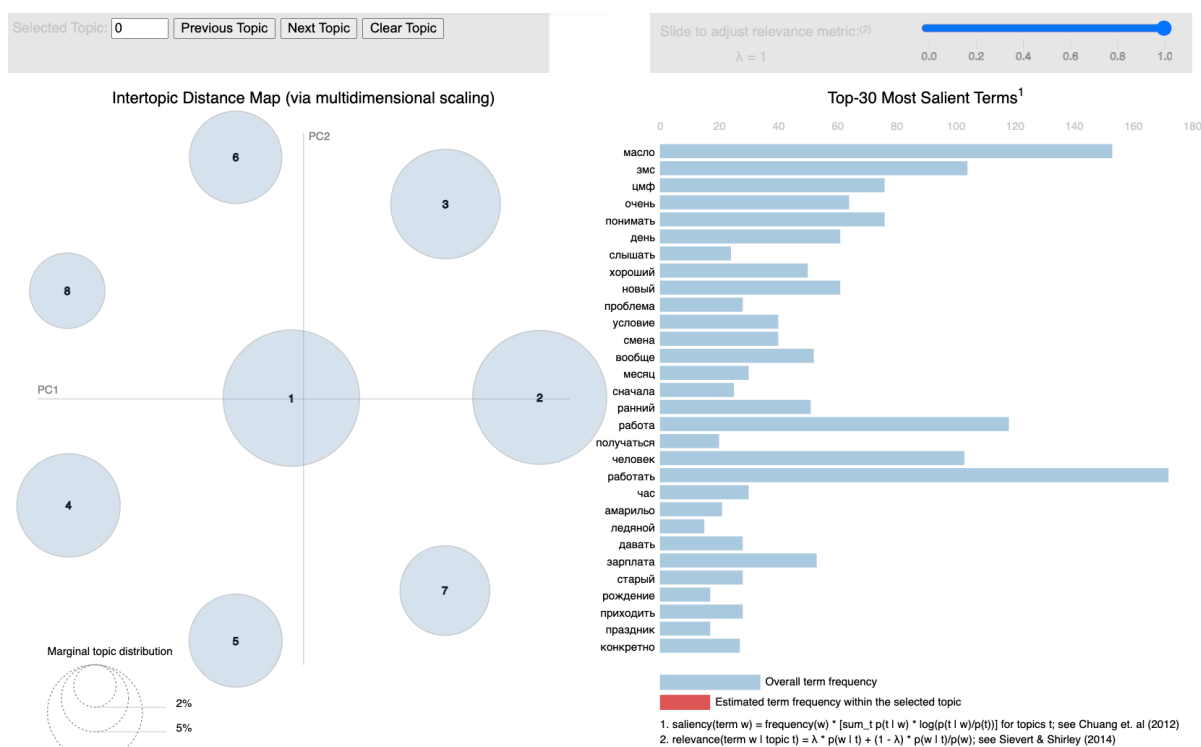 Selected Topic: 0 Previous Topic Next Topic Clear Topic
Slide to adjust relevance metric:(2)
λ = 1
0.0 0.2 0.4 0.6 0.8 1.0
Intertopic Distance Map (via multidimensional scaling)
PC2
PC1
6
3
8
1
2
4
7
5
Marginal topic distribution
2%
5%
Top-30 Most Salient Terms1
0 20 40 60 80 100 120 140 160 180
масло
змс
цмф
очень
понимать
день
слышать
хороший
новый
проблема
условие
смена
вообще
месяц
сначала
ранний
работа
получаться
человек
работать
час
амарильо
ледяной
давать
зарплата
старый
рождение
приходить
праздник
конкретно
Overall term frequency
Estimated term frequency within the selected topic
1. saliency(term w) = frequency(w) * [sum_t p(t | w) * log(p(t | w)/p(t))] for topics t; see Chuang et. al (2012)
2. relevance(term w | topic t) = λ * p(w | t) + (1 - λ) * p(w | t)/p(w); see Sievert & Shirley (2014)